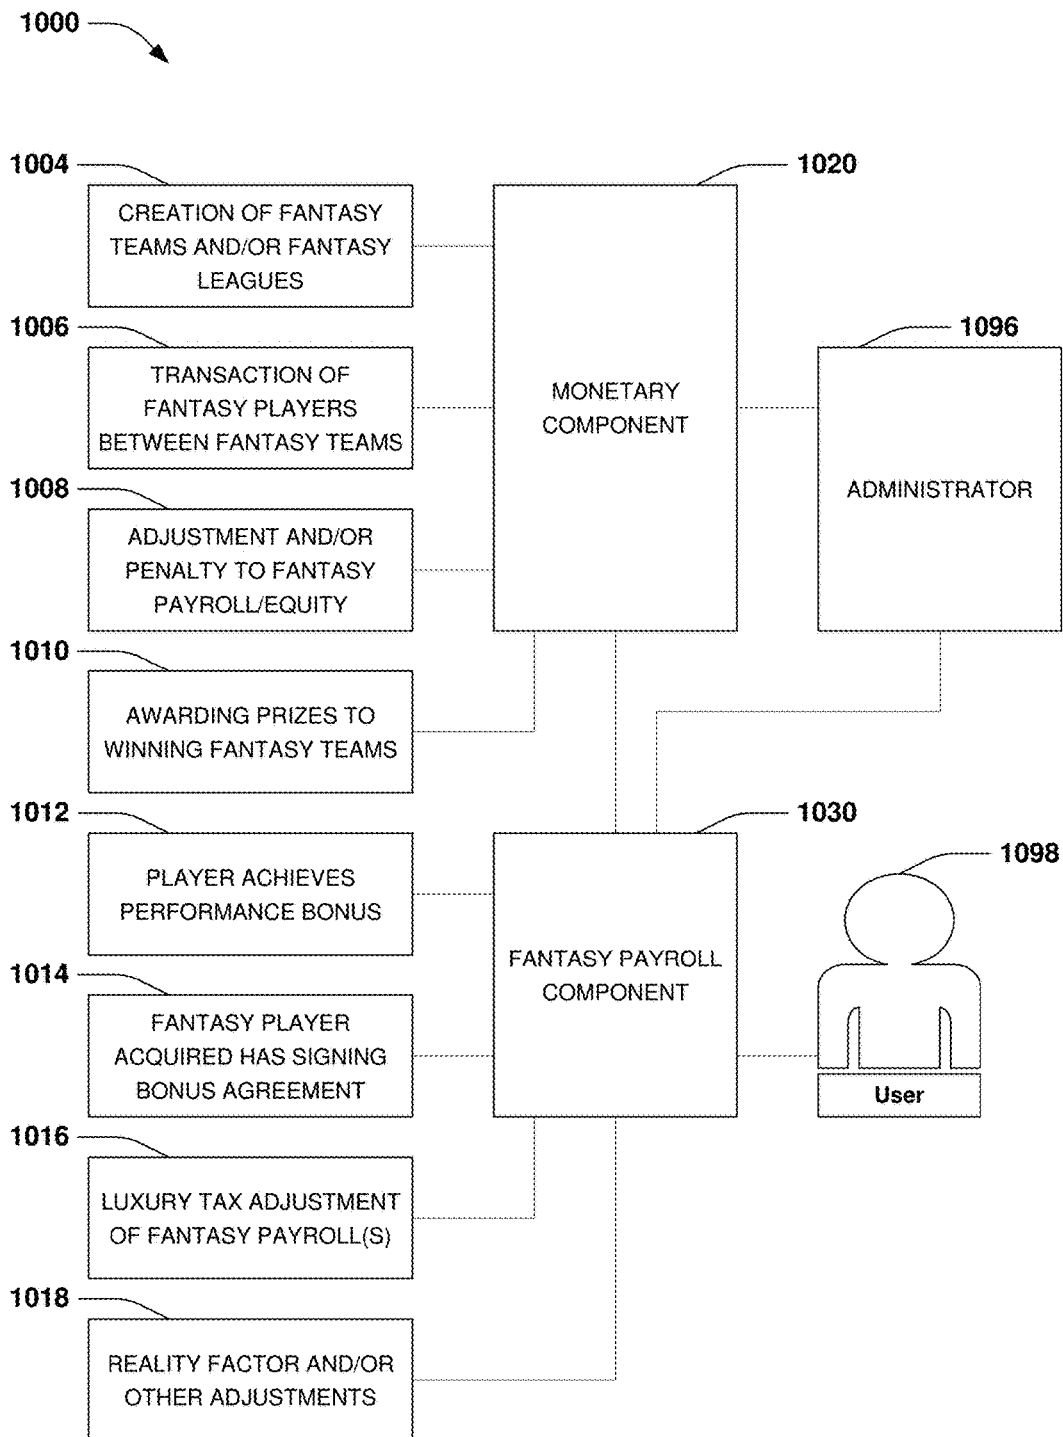 1000
1004
CREATION OF FANTASY
TEAMS AND/OR FANTASY
LEAGUES
1020
MONETARY
COMPONENT
1006
TRANSACTION OF
FANTASY PLAYERS
BETWEEN FANTASY TEAMS
1096
ADMINISTRATOR
1008
ADJUSTMENT AND/OR
PENALTY TO FANTASY
PAYROLL/EQUITY
1010
AWARDING PRIZES TO
WINNING FANTASY TEAMS
1012
PLAYER ACHIEVES
PERFORMANCE BONUS
1030
FANTASY PAYROLL
COMPONENT
1098
User
1014
FANTASY PLAYER
ACQUIRED HAS SIGNING
BONUS AGREEMENT
1016
LUXURY TAX ADJUSTMENT
OF FANTASY PAYROLL(S)
1018
REALITY FACTOR AND/OR
OTHER ADJUSTMENTS